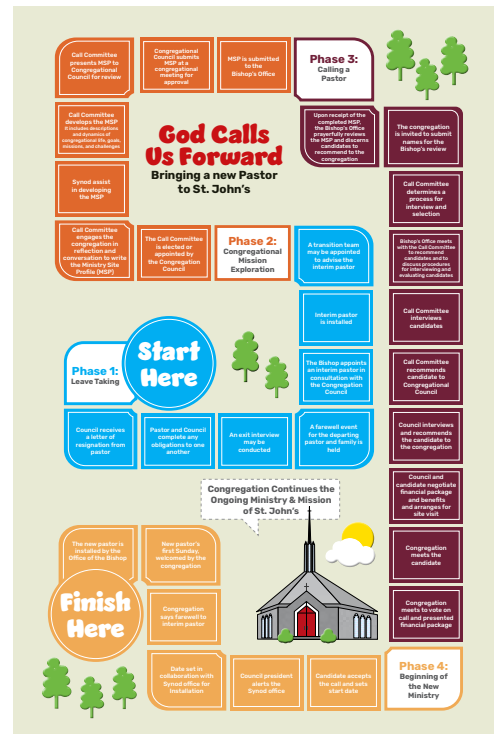 God Calls
Us Forward
Bringing a new Pastor
to St. John's
Start
Here
Phase 1:
Leave Taking
Council receives
a letter of
resignation from
pastor
Pastor and Council
complete any
obligations to one
another
An exit interview
may be
conducted
A farewell event
for the departing
pastor and family is
held
The Bishop appoints
an interim pastor in
consultation with
the Congregation
Council
Interim pastor
is installed
A transition team
may be appointed
to advise the
interim pastor
Phase 2:
Congregational
Mission
Exploration
The Call Committee
is elected or
appointed by
the Congregation
Council
Call Committee
engages the
congregation in
reflection and
conversation to write
the Ministry Site
Profile (MSP)
Synod assist
in developing
the MSP
Call Committee
develops the MSP
it includes descriptions
and dynamics of
congregational life, goals,
missions, and challenges
Call Committee
presents MSP to
Congregational
Council for review
Congregational
Council submits
MSP at a
congregational
meeting for
approval
MSP is submitted
to the
Bishop's Office
Phase 3:
Calling a
Pastor
Upon receipt of the
completed MSP,
the Bishop's Office
prayerfully reviews
the MSP and discerns
candidates to
recommend to the
congregation
The congregation
is invited to submit
names for the
Bishop's review
Call Committee
determines a
process for
interview and
selection
Bishop's Office meets
with the Call Committee
to recommend
candidates and to
discuss procedures
for interviewing and
evaluating candidates
Call Committee
interviews
candidates
Call Committee
recommends
candidate to
Congregational
Council
Council interviews
and recommends
the candidate to
the congregation
Council and
candidate negotiate
financial package
and benefits
and arranges for
site visit
Congregation
meets the
candidate
Congregation
meets to vote on
call and presented
financial package
Phase 4:
Beginning of
the New
Ministry
Candidate accepts
the call and sets
start date
Council president
alerts the
Synod office
Date set in
collaboration with
Synod office for
installation
Congregation
says farewell to
interim pastor
New pastor's
first Sunday,
welcomed by the
congregation
The new pastor is
installed by the
Office of the Bishop
Finish
Here
Congregation Continues the
Ongoing Ministry & Mission
of St. John's